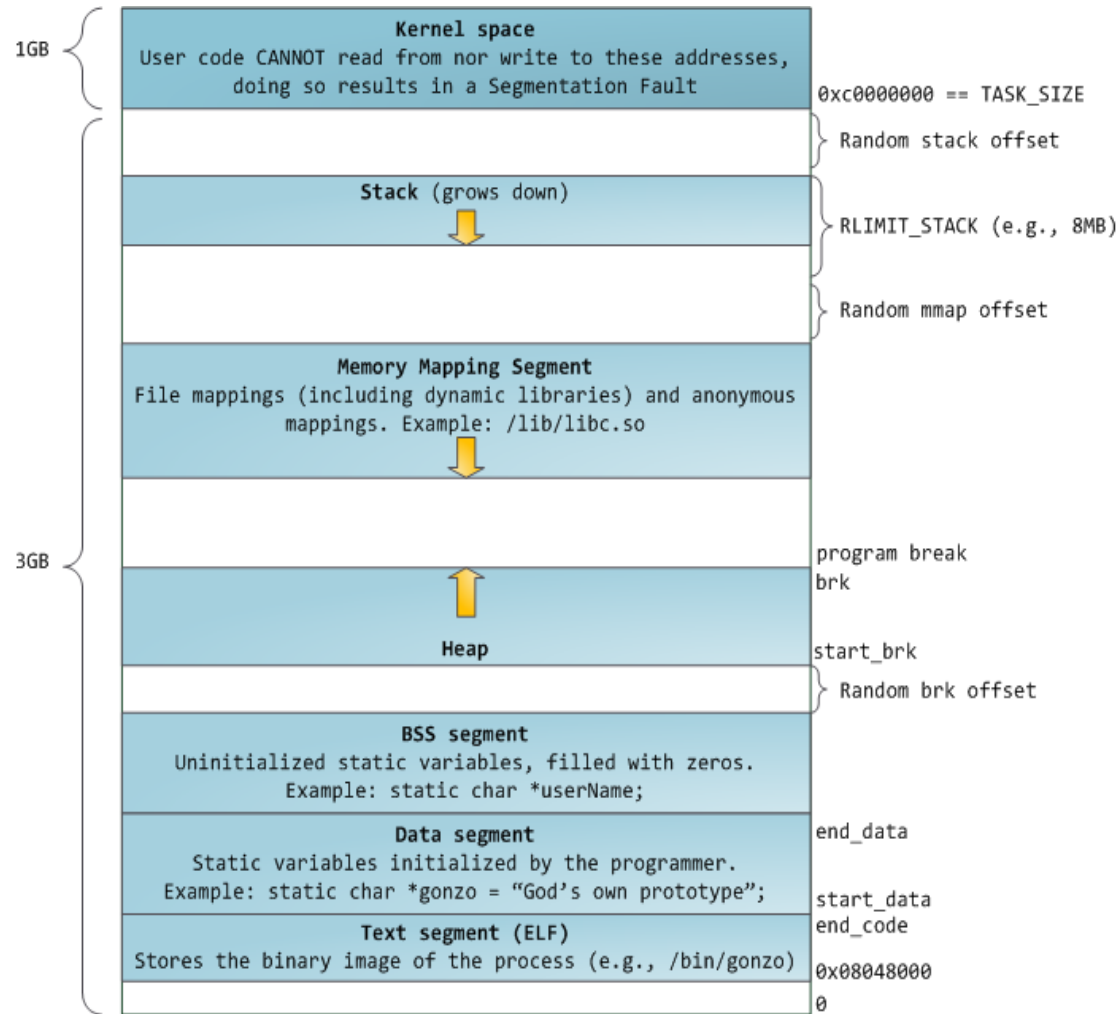 1GB
Kernel space
User code CANNOT read from nor write to these addresses,
doing so results in a Segmentation Fault
0xc0000000 == TASK_SIZE
Random stack offset
Stack (grows down)
RLIMIT_STACK (e.g., 8MB)
Random mmap offset
Memory Mapping Segment
File mappings (including dynamic libraries) and anonymous
mappings. Example: /lib/libc.so
3GB
program break
brk
Heap
start_brk
Random brk offset
BSS segment
Uninitialized static variables, filled with zeros.
Example: static char *userName;
Data segment
end_data
Static variables initialized by the programmer.
Example: static char *gonzo = “God’s own prototype”;
start_data
end_code
Text segment (ELF)
Stores the binary image of the process (e.g., /bin/gonzo)
0x08048000
0